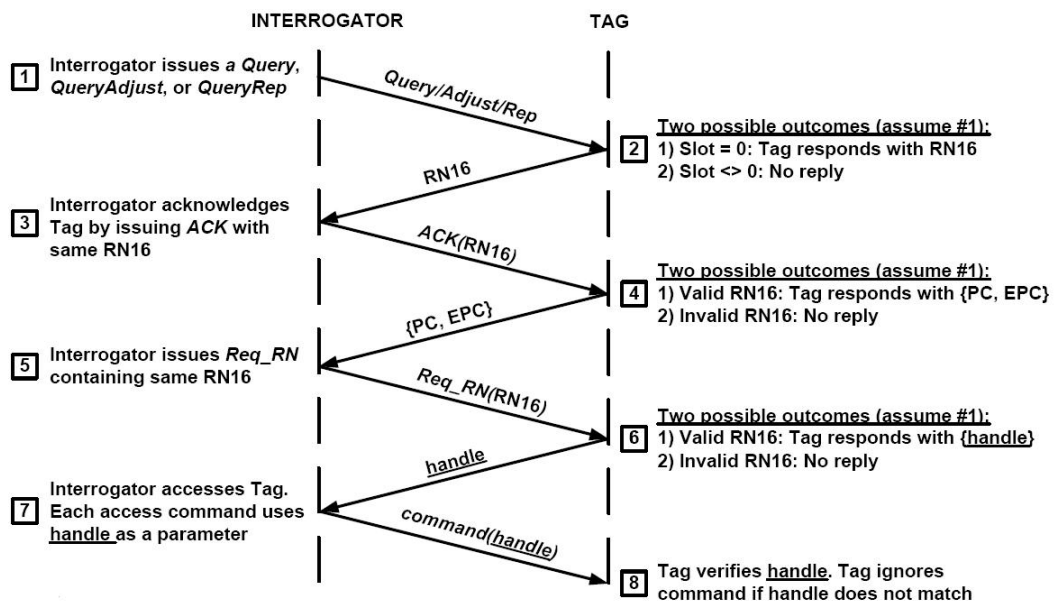 INTERROGATOR
TAG
1
Interrogator issues a Query,
QueryAdjust, or QueryRep
Query/Adjust/Rep
2
Two possible outcomes (assume #1):
1) Slot = 0: Tag responds with RN16
2) Slot <> 0: No reply
RN16
3
Interrogator acknowledges
Tag by issuing ACK with
same RN16
ACK(RN16)
4
Two possible outcomes (assume #1):
1) Valid RN16: Tag responds with {PC, EPC}
2) Invalid RN16: No reply
{PC, EPC}
5
Interrogator issues Req_RN
containing same RN16
Req_RN(RN16)
6
Two possible outcomes (assume #1):
1) Valid RN16: Tag responds with {handle}
2) Invalid RN16: No reply
handle
7
Interrogator accesses Tag.
Each access command uses
handle as a parameter
command(handle)
8
Tag verifies handle. Tag ignores
command if handle does not match